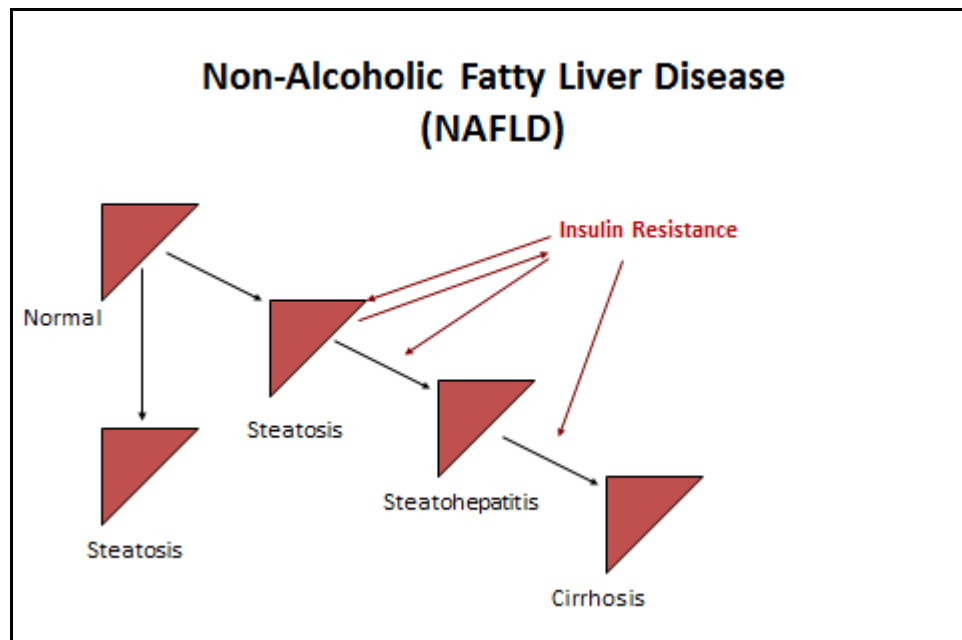 Non-Alcoholic Fatty Liver Disease
(NAFLD)
Insulin Resistance
Normal
Steatosis
Steatohepatitis
Steatosis
Cirrhosis